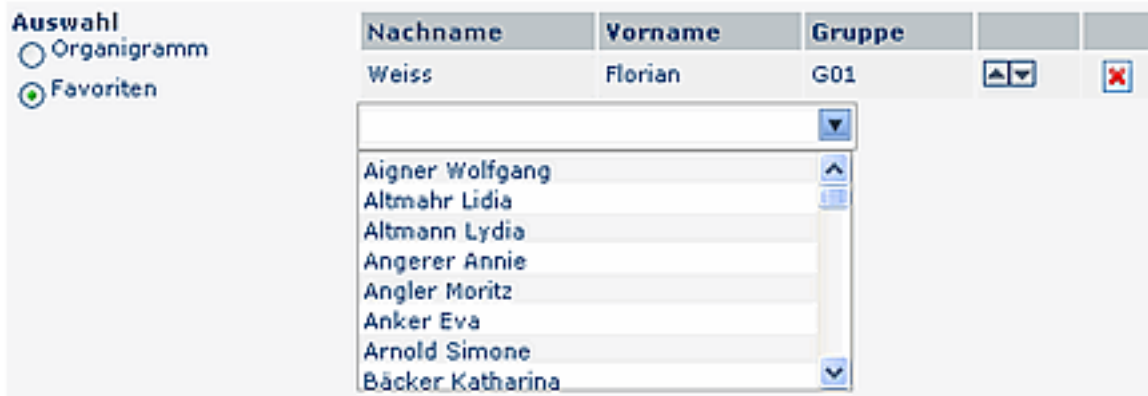 Auswahl
Organigramm
Favoriten
Nachname Vorname Gruppe
Weiss Florian G01
Aigner Wolfgang
Altmahr Lidia
Altmann Lydia
Angerer Annie
Angler Moritz
Anker Eva
Arnold Simone
Bäcker Katharina